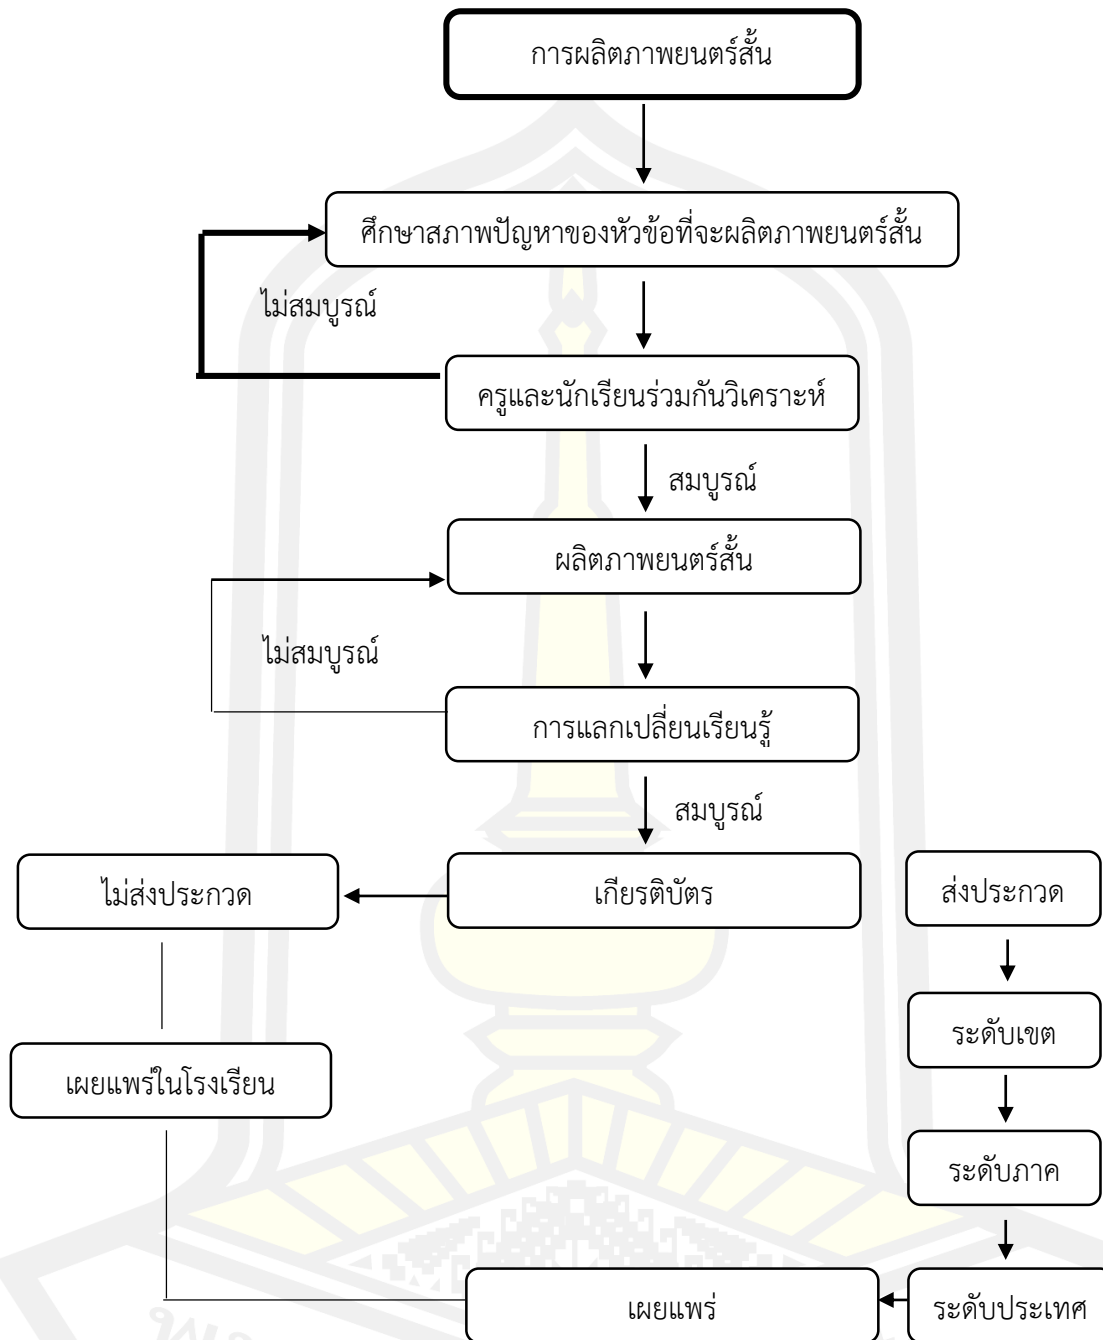 การผลิตภาพยนตร์สั้น
ศึกษาสภาพปัญหาของหัวข้อที่จะผลิตภาพยนตร์สั้น
ไม่สมบูรณ์
ครูและนักเรียนร่วมกันวิเคราะห์
สมบูรณ์
ผลิตภาพยนตร์สั้น
ไม่สมบูรณ์
การแลกเปลี่ยนเรียนรู้
สมบูรณ์
ไม่ส่งประกวด
เกียรติบัตร
ส่งประกวด
ระดับเขต
เผยแพร่ในโรงเรียน
ระดับภาค
เผยแพร่
ระดับประเทศ